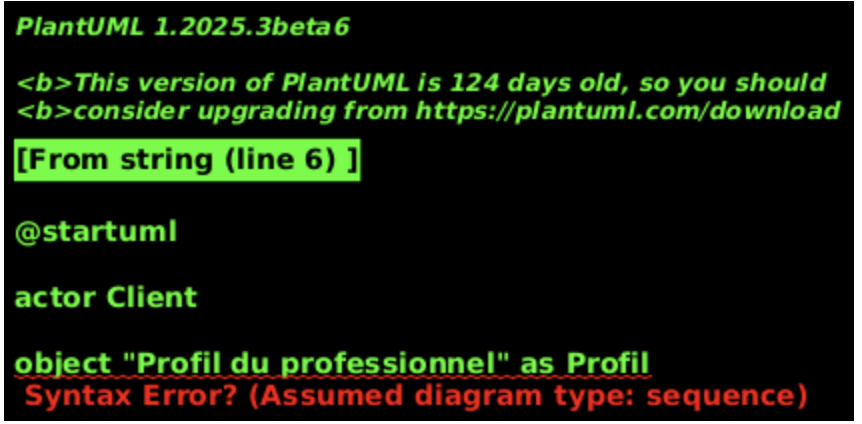 PlantUML 1.2025.3beta6
<b>This version of PlantUML is 124 days old, so you should
<b>consider upgrading from https://plantuml.com/download
[From string (line 6) ]
@startuml
actor Client
object "Profil du professionnel" as Profil
Syntax Error? (Assumed diagram type: sequence)